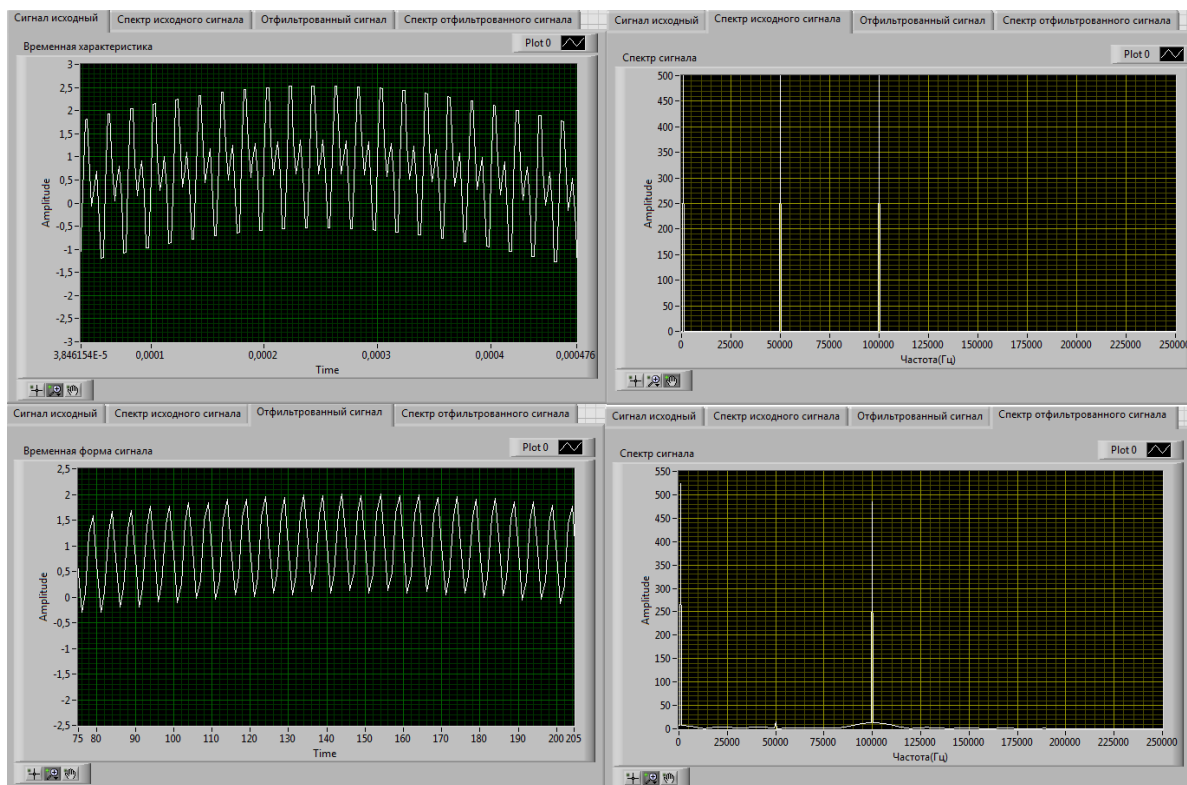 Сигнал исходный Спектр исходного сигнала Отфильтрованный сигнал Спектр отфильтрованного сигнала
Временная характеристика
Plot 0
3
2,5
2
1,5
1
0,5
0
-0,5
-1
-1,5
-2
-2,5
-3
Amplitude
3,846154E-5 0,0001 0,0002 0,0003 0,0004 0,000476
Time
Сигнал исходный Спектр исходного сигнала Отфильтрованный сигнал Спектр отфильтрованного сигнала
Спектр сигнала
Plot 0
500
450
400
350
300
250
200
150
100
50
0
Amplitude
0 25000 50000 75000 100000 125000 150000 175000 200000 225000 250000
Частота(Гц)
Сигнал исходный Спектр исходного сигнала Отфильтрованный сигнал Спектр отфильтрованного сигнала
Временная форма сигнала
Plot 0
2,5
2
1,5
1
0,5
0
-0,5
-1
-1,5
-2
-2,5
Amplitude
75 80 90 100 110 120 130 140 150 160 170 180 190 200 205
Time
Сигнал исходный Спектр исходного сигнала Отфильтрованный сигнал Спектр отфильтрованного сигнала
Спектр сигнала
Plot 0
550
500
450
400
350
300
250
200
150
100
50
0
Amplitude
0 25000 50000 75000 100000 125000 150000 175000 200000 225000 250000
Частота(Гц)